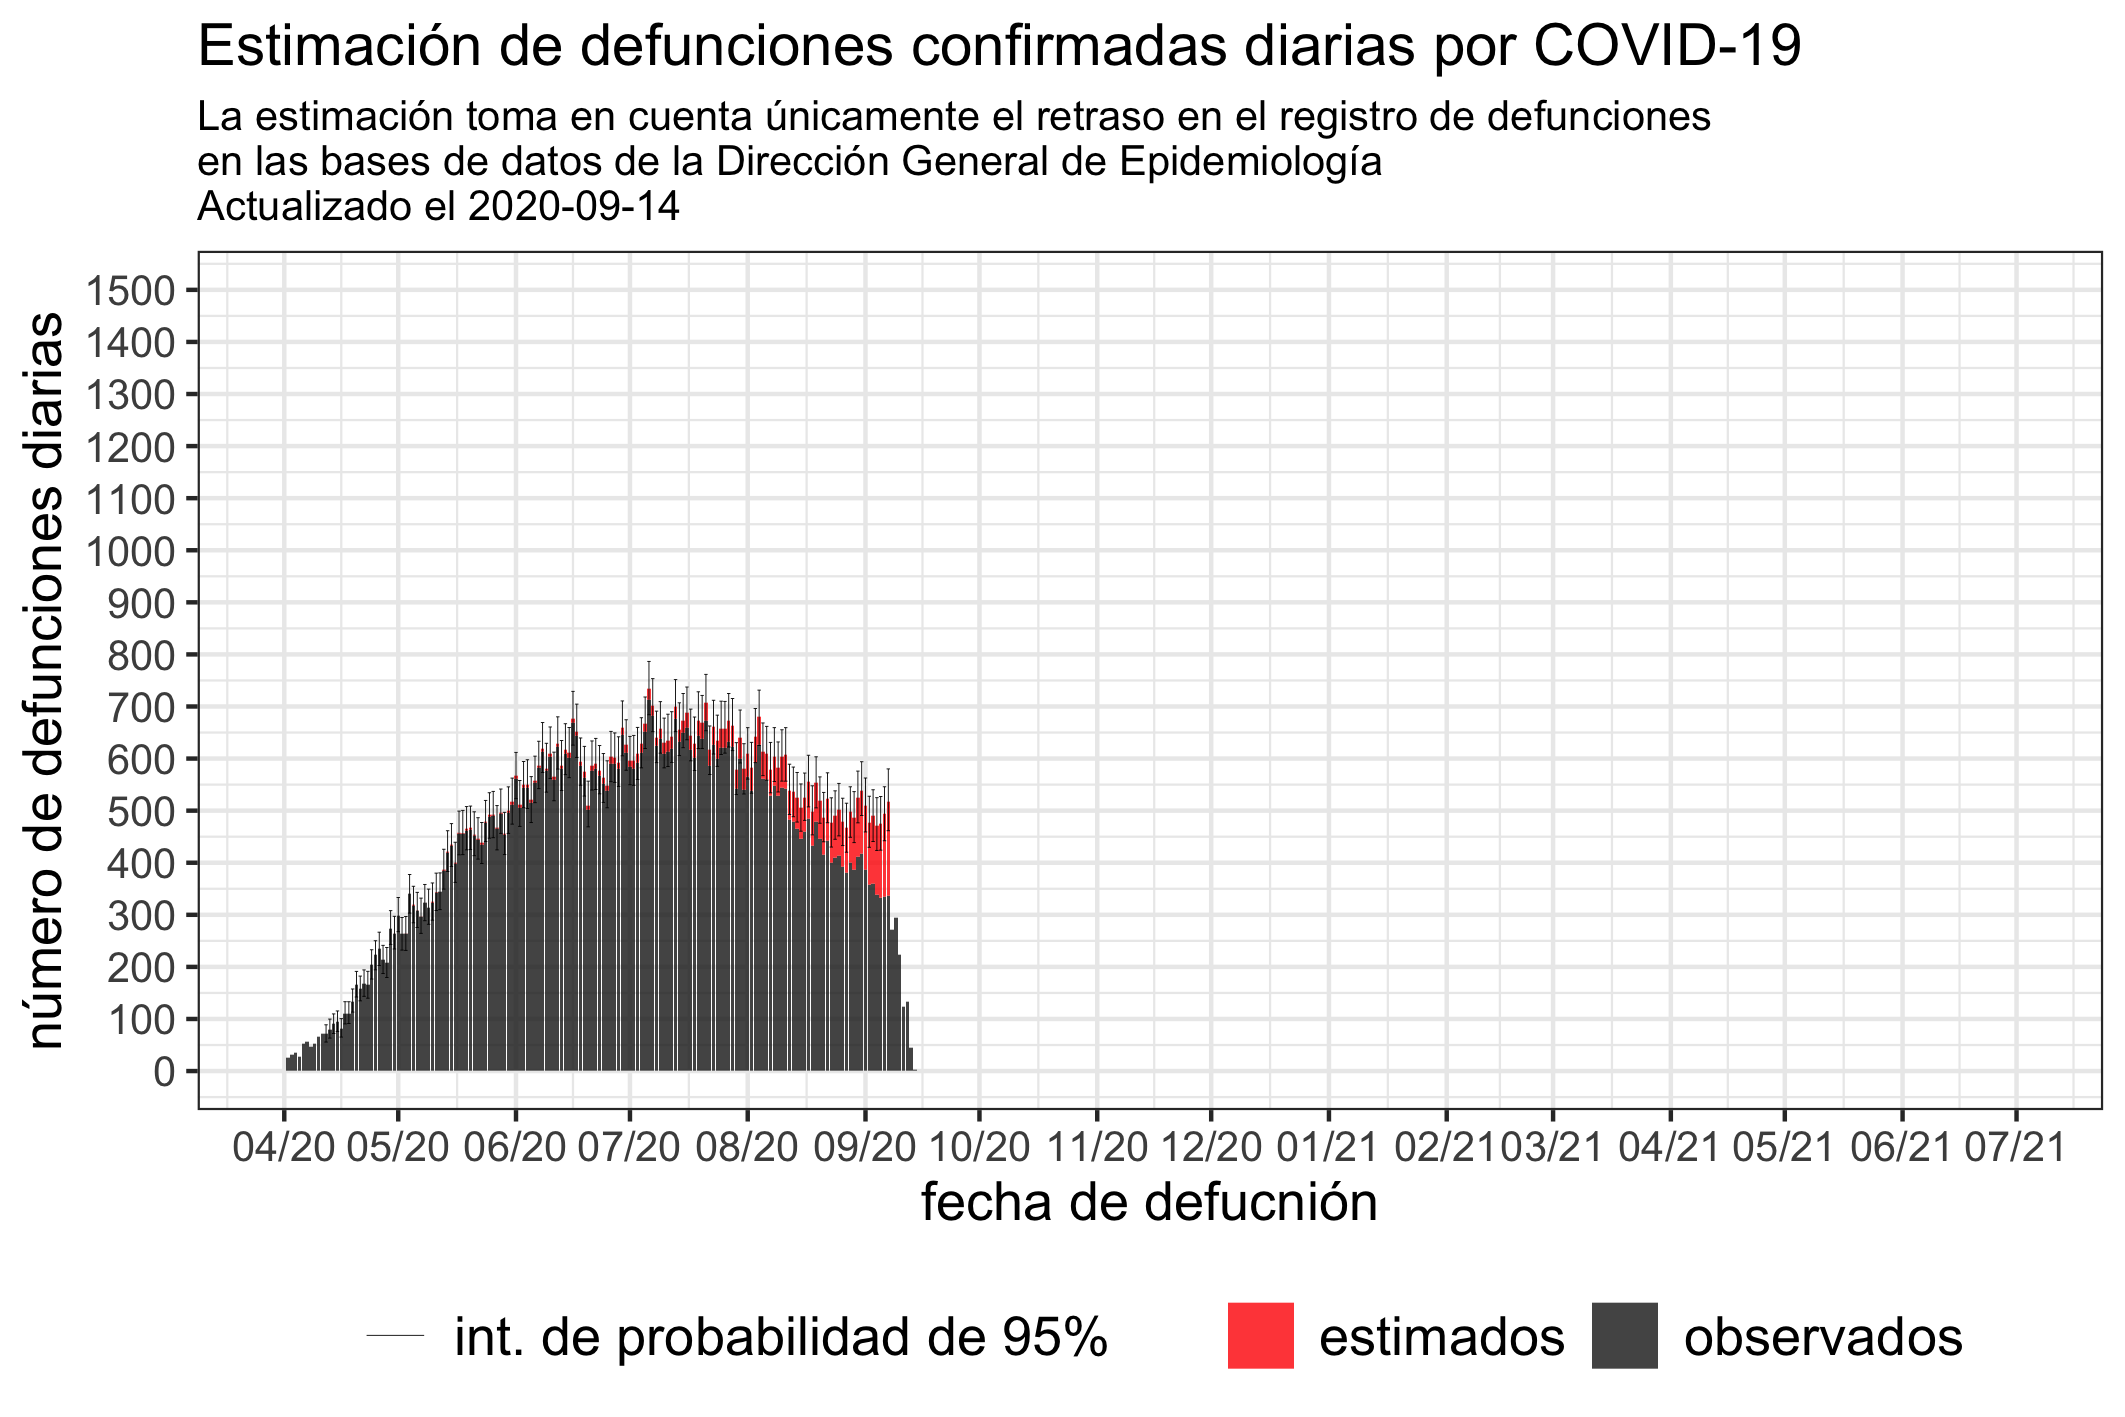 Estimación de defunciones confirmadas diarias por COVID-19
La estimación toma en cuenta únicamente el retraso en el registro de defunciones
en las bases de datos de la Dirección General de Epidemiología
Actualizado el 2020-09-14
número de defunciones diarias
1500
1400
1300
1200
1100
1000
900
800
700
600
500
400
300
200
100
0
04/20 05/20 06/20 07/20 08/20 09/20 10/20 11/20 12/20 01/21 02/21 03/21 04/21 05/21 06/21 07/21
fecha de defucnión
int. de probabilidad de 95% estimados observados